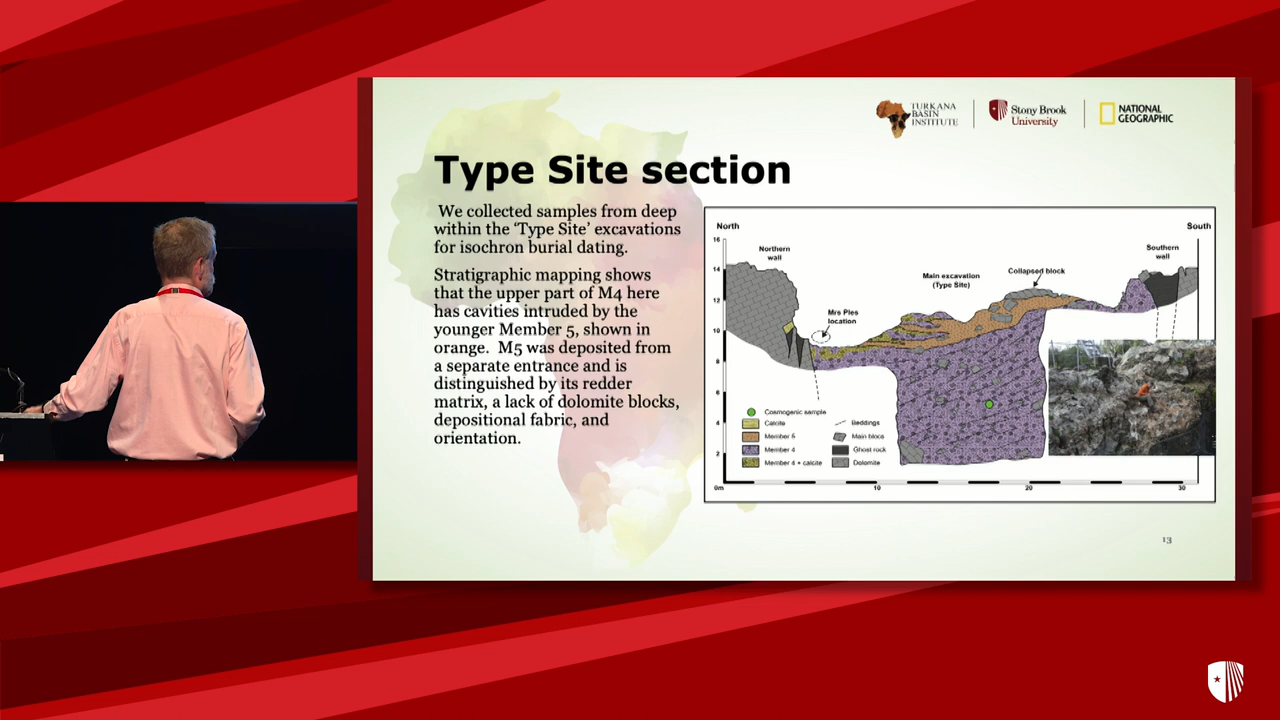 TURKANA
BASIN
INSTITUTE
Stony Brook
University
NATIONAL
GEOGRAPHIC
Type Site section
We collected samples from deep
within the ‘Type Site’ excavations
for isochron burial dating.
Stratigraphic mapping shows
that the upper part of M4 here
has cavities intruded by the
younger Member 5, shown in
orange. M5 was deposited from
a separate entrance and is
distinguished by its redder
matrix, a lack of dolomite blocks,
depositional fabric, and
orientation.
North
South
16
14
12
10
8
6
4
2
0m
10
20
30
Northern
wall
Mrs Ples
location
Main excavation
(Type Site)
Collapsed block
Southern
wall
Cosmogenic sample
Calcite
Member 5
Member 4
Member 4 + calcite
Beddings
Main blocs
Ghost rock
Dolomite
13